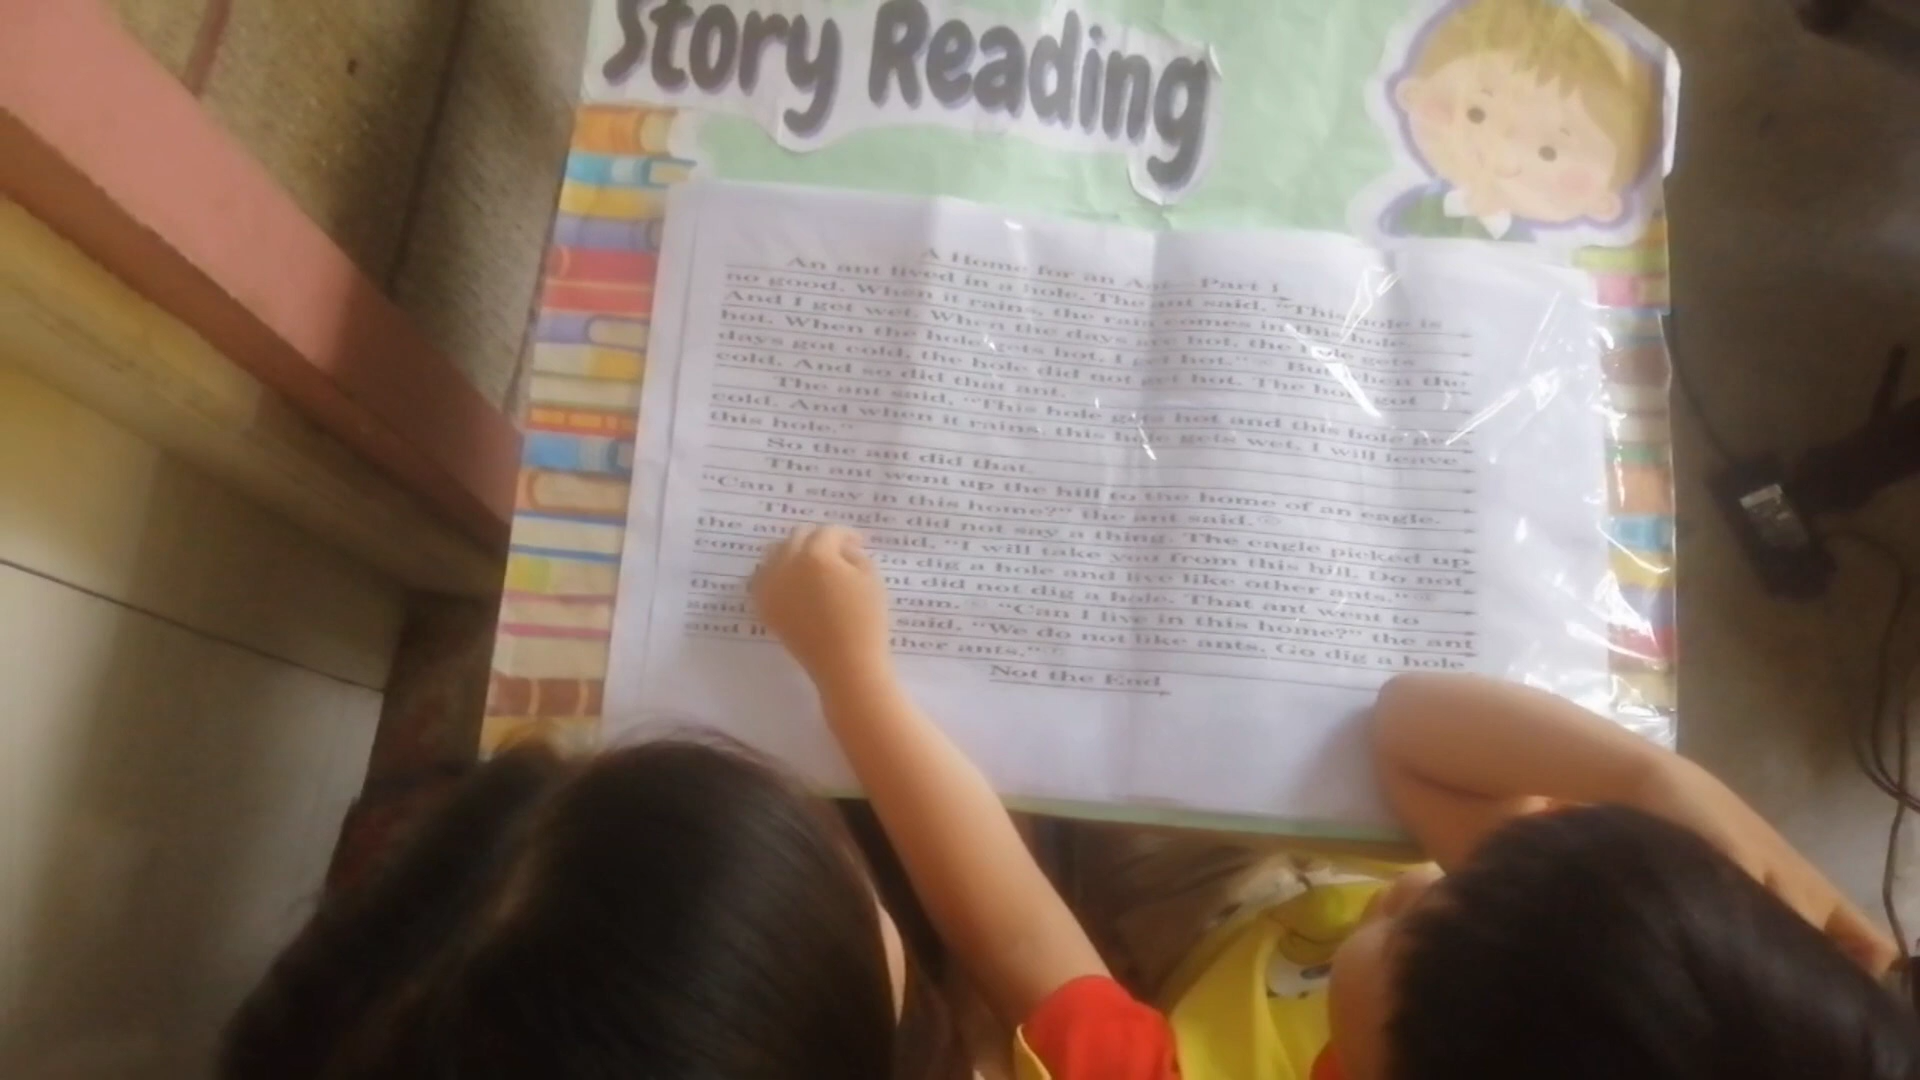 Story Reading
A Home for an Ant - Part 1
An ant lived in a hole. The ant said, "This hole is
no good. When it rains, the rain comes in this hole.
And I get wet. When the days are hot, the hole gets
hot. When the hole gets hot, I get hot." But when the
days got cold, the hole did not get hot. The hole got
cold. And so did that ant.
The ant said, "This hole gets hot and this hole gets
cold. And when it rains, this hole gets wet. I will leave
this hole."
So the ant did that.
The ant went up the hill to the home of an eagle.
"Can I stay in this home?" the ant said.
The eagle did not say a thing. The eagle picked up
the said, "I will take you from this hill. Do not
come Go dig a hole and live like other ants."
the did not dig a hole. That ant went to
the ram. "Can I live in this home?" the ant
said. said, "We do not like ants. Go dig a hole
and ants."
Not the End